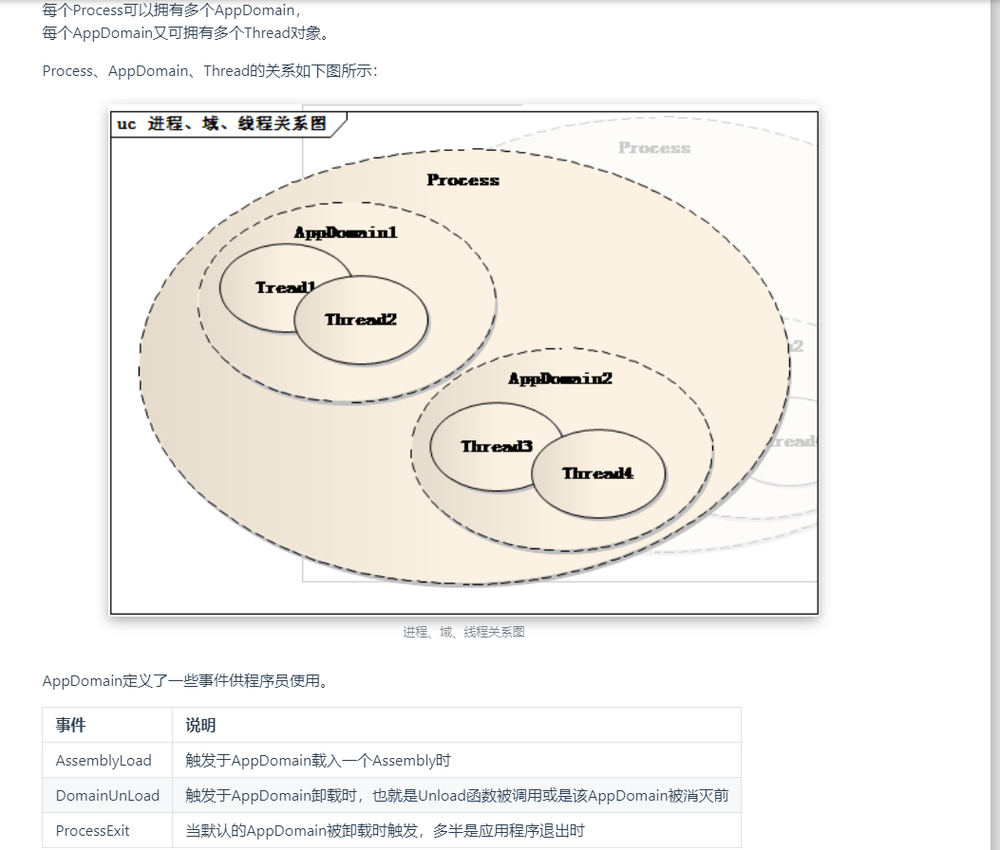 每个Process可以拥有多个AppDomain，
每个AppDomain又可拥有多个Thread对象。
Process、AppDomain、Thread的关系如下图所示：
uc 进程、域、线程关系图
Process
Process
AppDomain1
Tread1
Thread2
AppDomain2
Thread3
Thread4
进程、域、线程关系图
AppDomain定义了一些事件供程序员使用。
事件 说明
AssemblyLoad 触发于AppDomain载入一个Assembly时
DomainUnLoad 触发于AppDomain卸载时，也就是Unload函数被调用或是该AppDomain被消灭前
ProcessExit 当默认的AppDomain被卸载时触发，多半是应用程序退出时